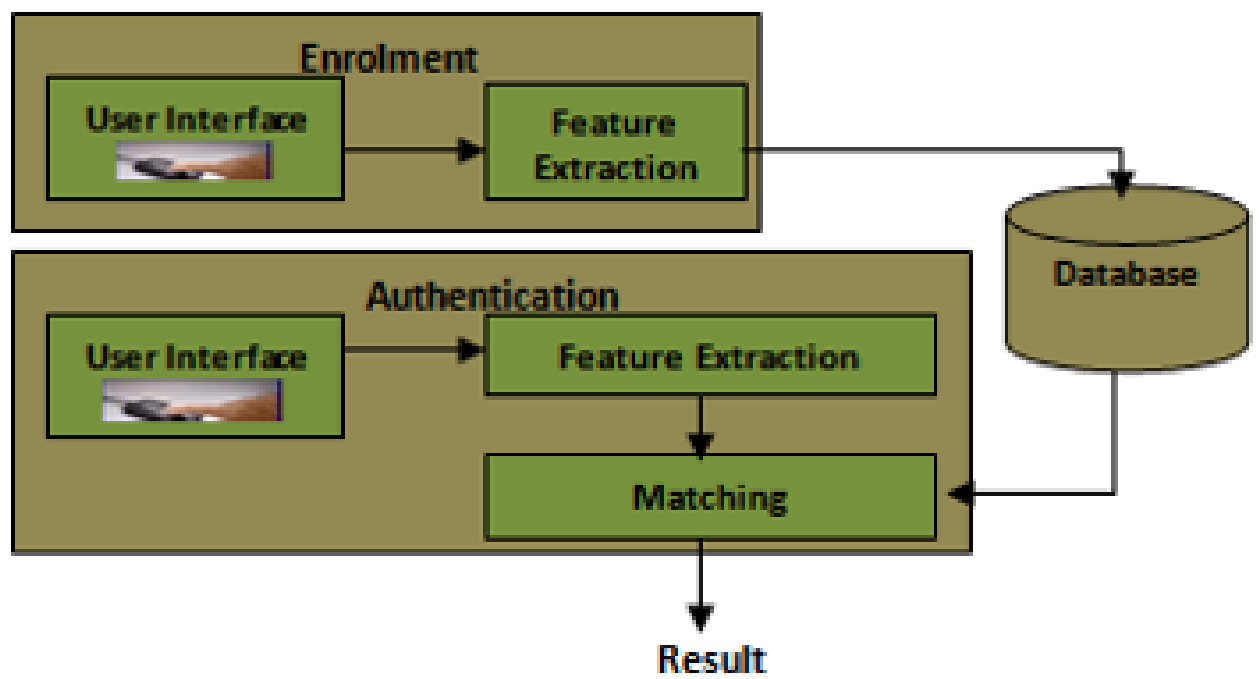 Enrolment
User Interface
Feature
Extraction
Database
Authentication
User Interface
Feature Extraction
Matching
Result